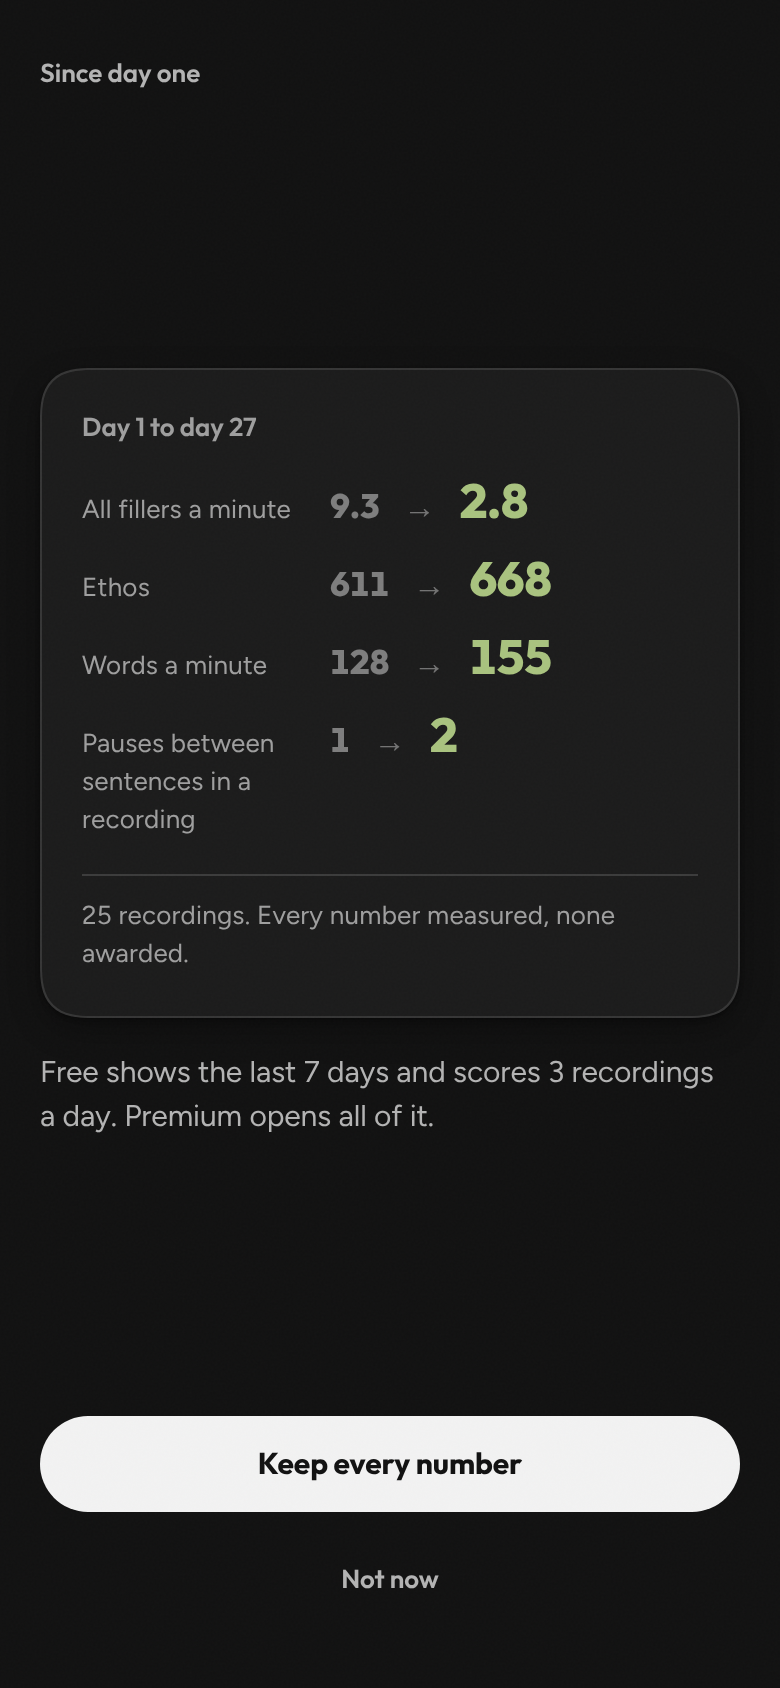 Since day one
Day 1 to day 27
All fillers a minute 9.3 → 2.8
Ethos 611 → 668
Words a minute 128 → 155
Pauses between 1 → 2
sentences in a
recording
25 recordings. Every number measured, none
awarded.
Free shows the last 7 days and scores 3 recordings
a day. Premium opens all of it.
Keep every number
Not now